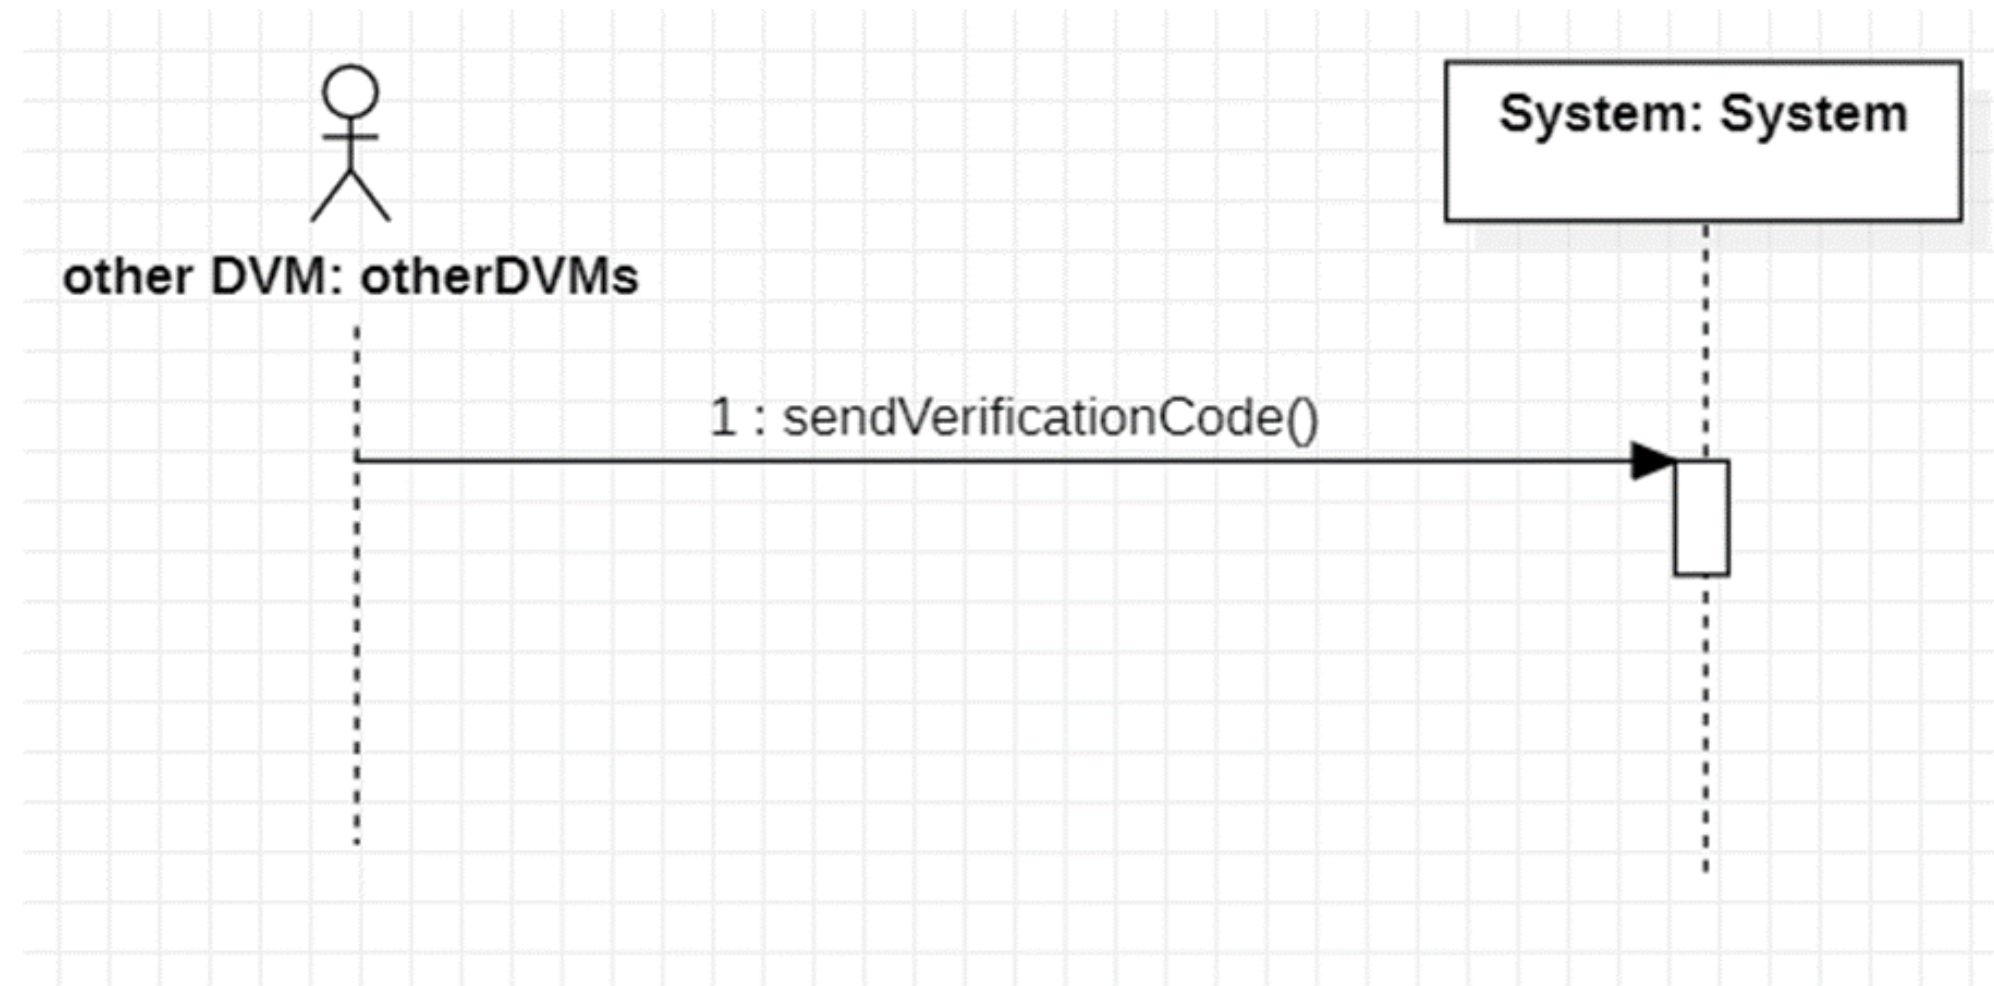 System: System
other DVM: otherDVMs
1 : sendVerificationCode()